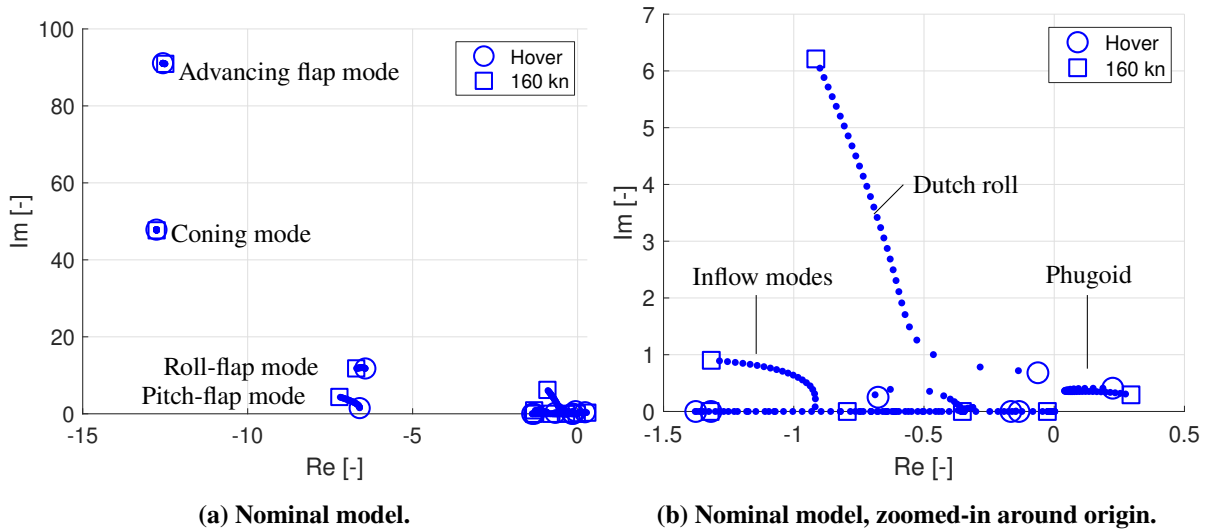 100
80
60
40
20
0
Im [-]
-15
-10
-5
0
Re [-]
Hover
160 kn
Advancing flap mode
Coning mode
Roll-flap mode
Pitch-flap mode
(a) Nominal model.
7
6
5
4
3
2
1
0
Im [-]
-1.5
-1
-0.5
0
0.5
Re [-]
Hover
160 kn
Dutch roll
Inflow modes
Phugoid
(b) Nominal model, zoomed-in around origin.